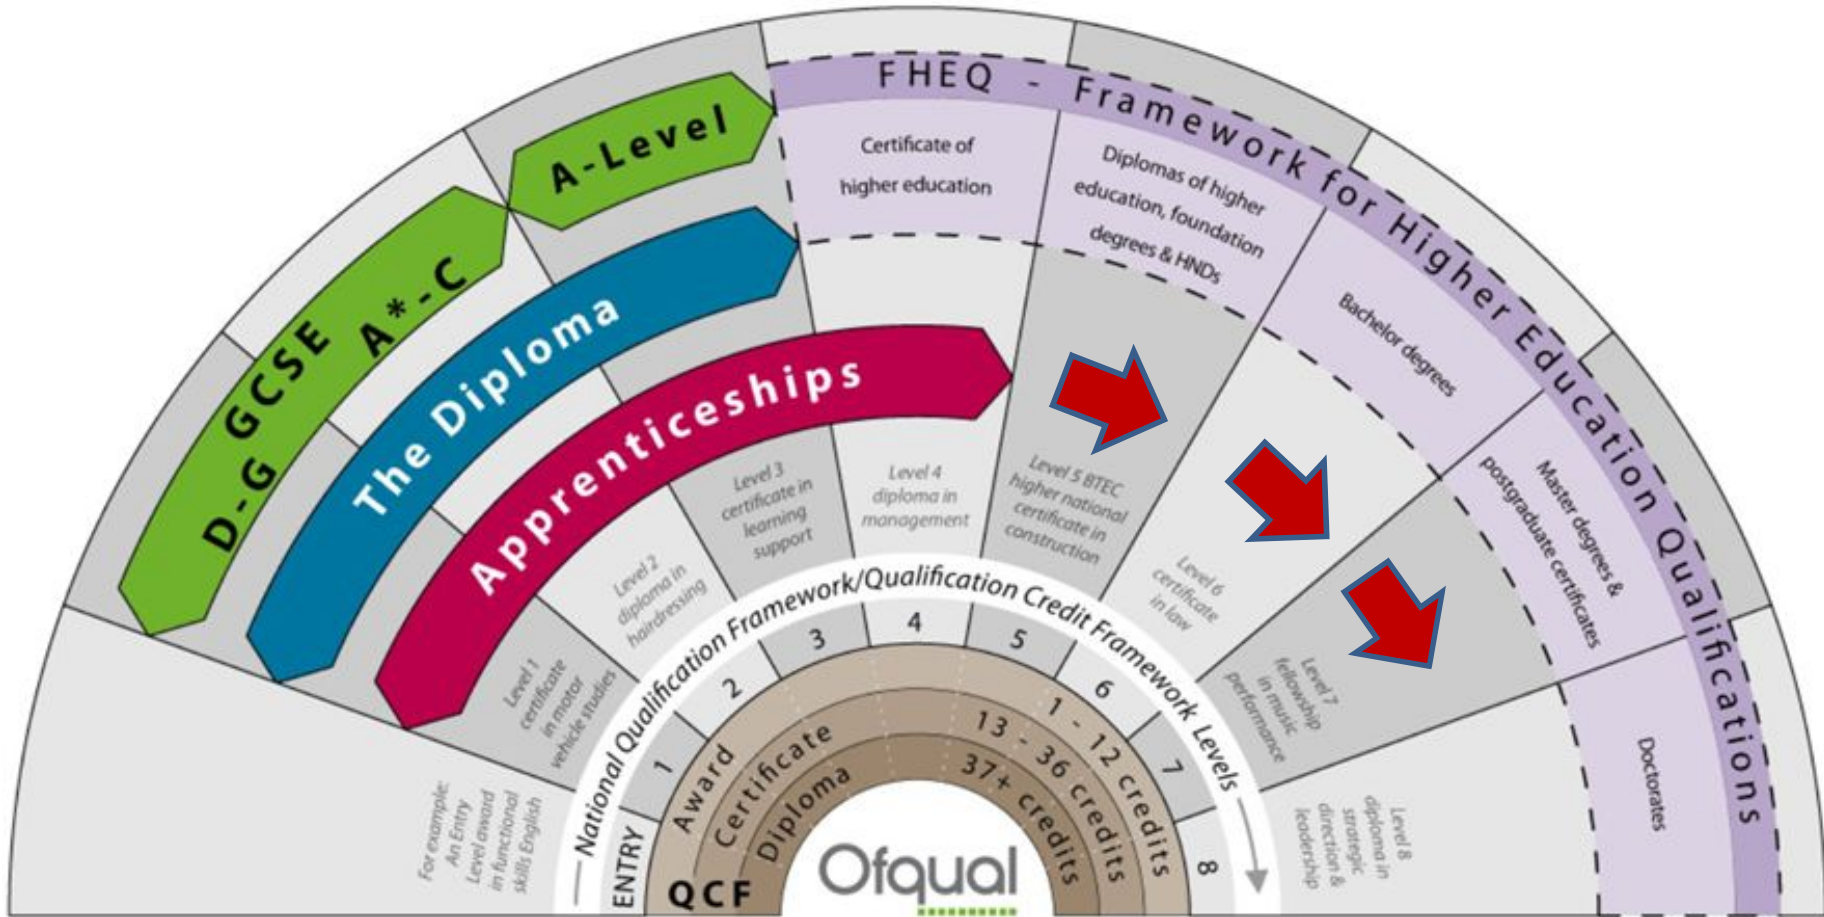 FHEQ - Framework for Higher Education Qualifications
Certificate of
higher education
Diplomas of higher
education, foundation
degrees & HNDs
Bachelor degrees
Master degrees &
postgraduate certificates
Doctorates
A-Level
GCSE
D-G A*-C
The Diploma
Apprenticeships
For example:
An Entry
Level award
in functional
skills English
Level 1
certificate
in motor
vehicle studies
Level 2
diploma in
hairdressing
Level 3
certificate in
learning
support
Level 4
diploma in
management
Level 5 BTEC
higher national
certificate in
construction
Level 6
certificate
in law
Level 7
fellowship
in music
performance
Level 8
diploma in
strategic
direction &
leadership
National Qualification Framework/Qualification Credit Framework Levels
ENTRY
1
2
3
4
5
6
7
8
Award
1 - 12 credits
Certificate
13 - 36 credits
Diploma
37+ credits
QCF
Ofqual